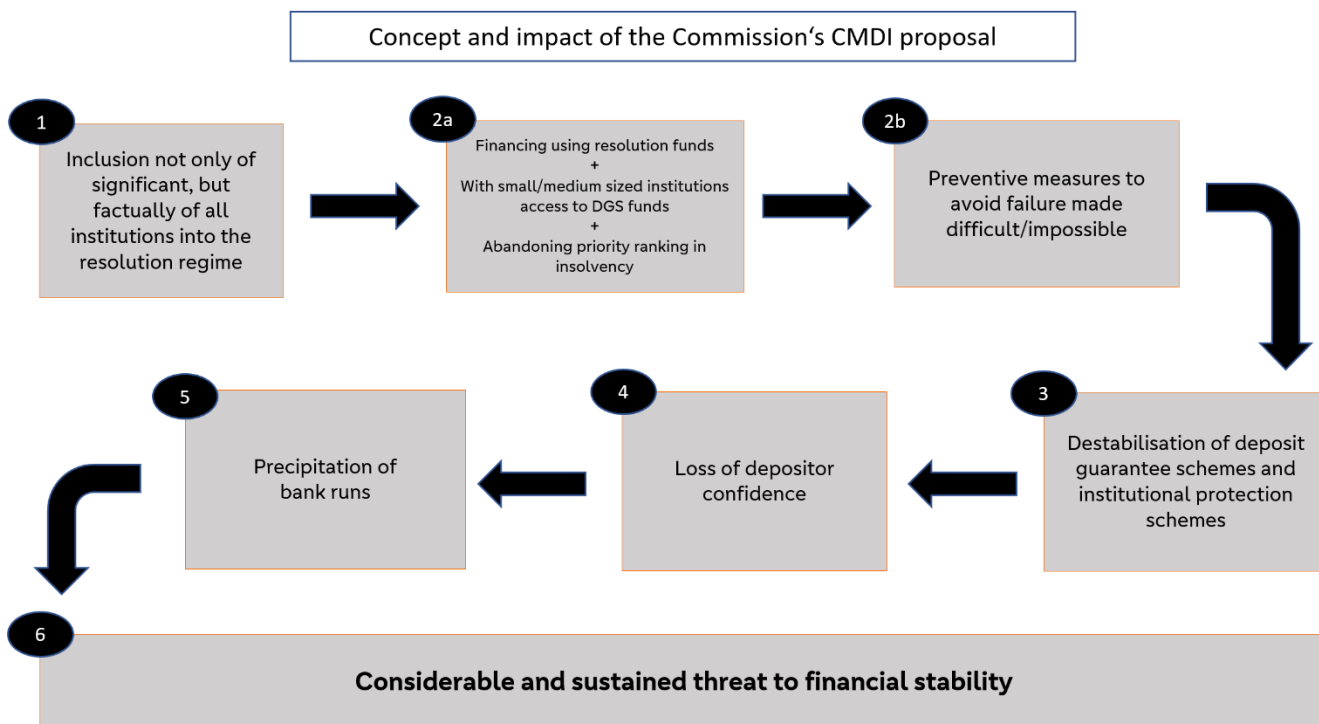 Concept and impact of the Commission‘s CMDI proposal
1
Inclusion not only of
significant, but
factually of all
institutions into the
resolution regime
2a
Financing using resolution funds
+
With small/medium sized institutions
access to DGS funds
+
Abandoning priority ranking in
insolvency
2b
Preventive measures to
avoid failure made
difficult/impossible
3
Destabilisation of deposit
guarantee schemes and
institutional protection
schemes
4
Loss of depositor
confidence
5
Precipitation of
bank runs
6
Considerable and sustained threat to financial stability